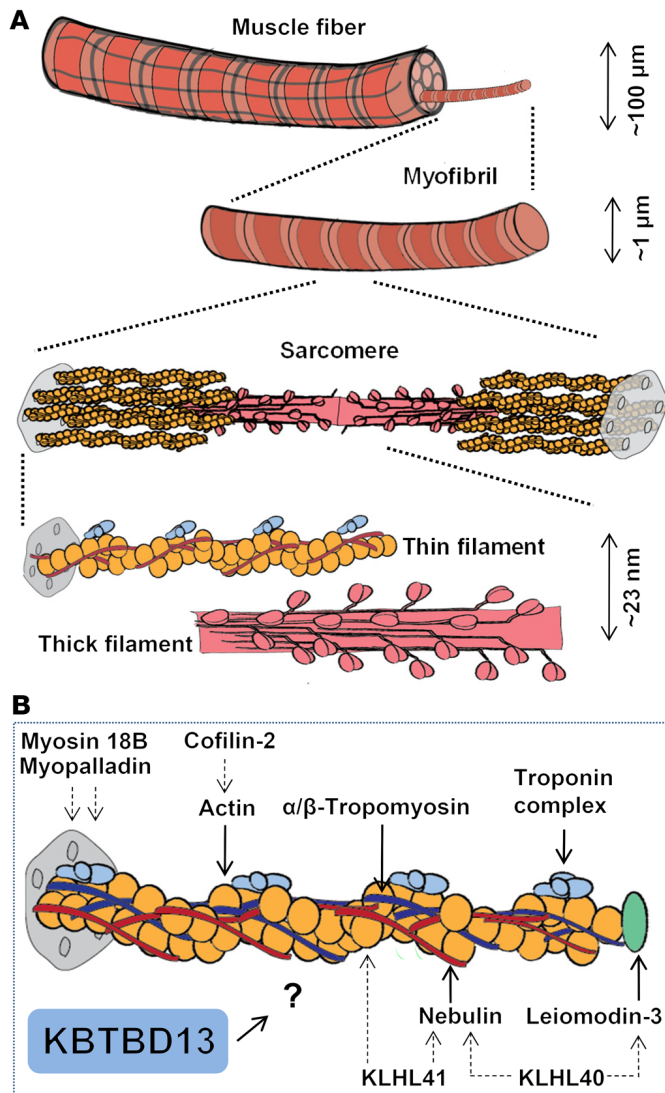 A
Muscle fiber
~100 µm
Myofibril
~1 µm
Sarcomere
Thin filament
~23 nm
Thick filament
B
Myosin 18B
Myopalladin
Cofilin-2
Actin
α/β-Tropomyosin
Troponin
complex
?
KBTBD13
Nebulin
Leiomodin-3
KLHL41
KLHL40